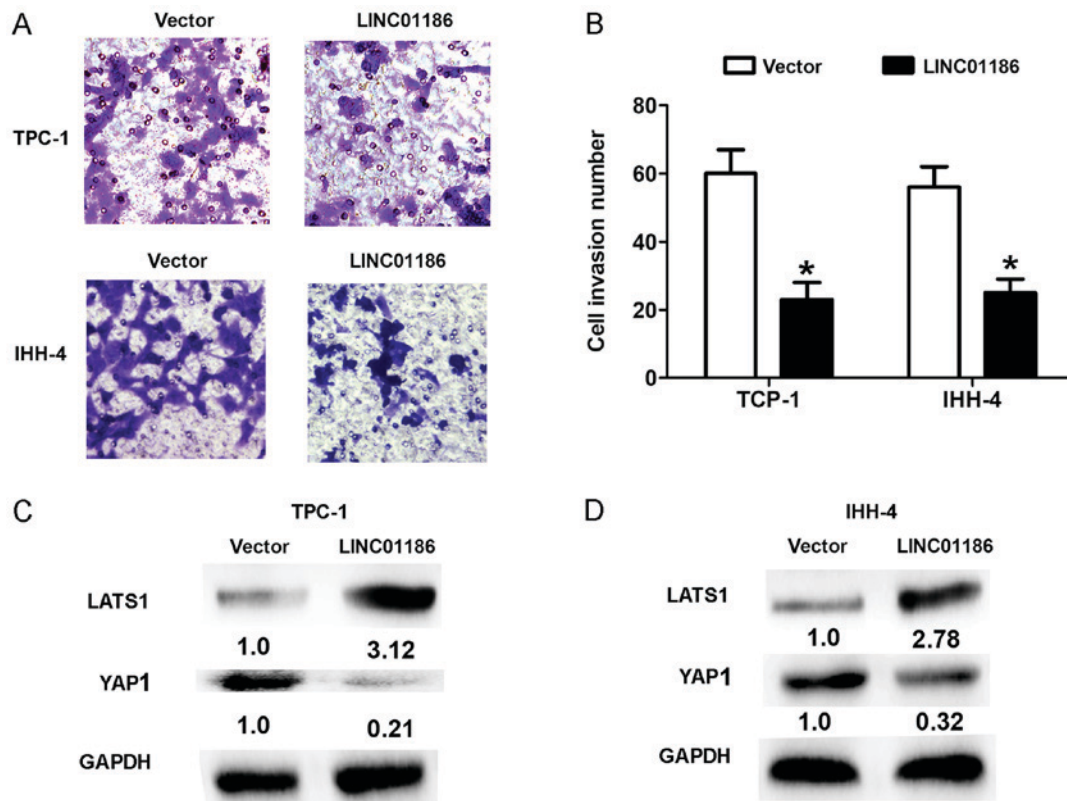 A
Vector LINC01186
TPC-1
Vector LINC01186
IHH-4
B
Vector LINC01186
Cell invasion number
80
60
40
20
0
* *
TCP-1 IHH-4
C
TPC-1
Vector LINC01186
LATS1
1.0 3.12
YAP1
1.0 0.21
GAPDH
D
IHH-4
Vector LINC01186
LATS1
1.0 2.78
YAP1
1.0 0.32
GAPDH